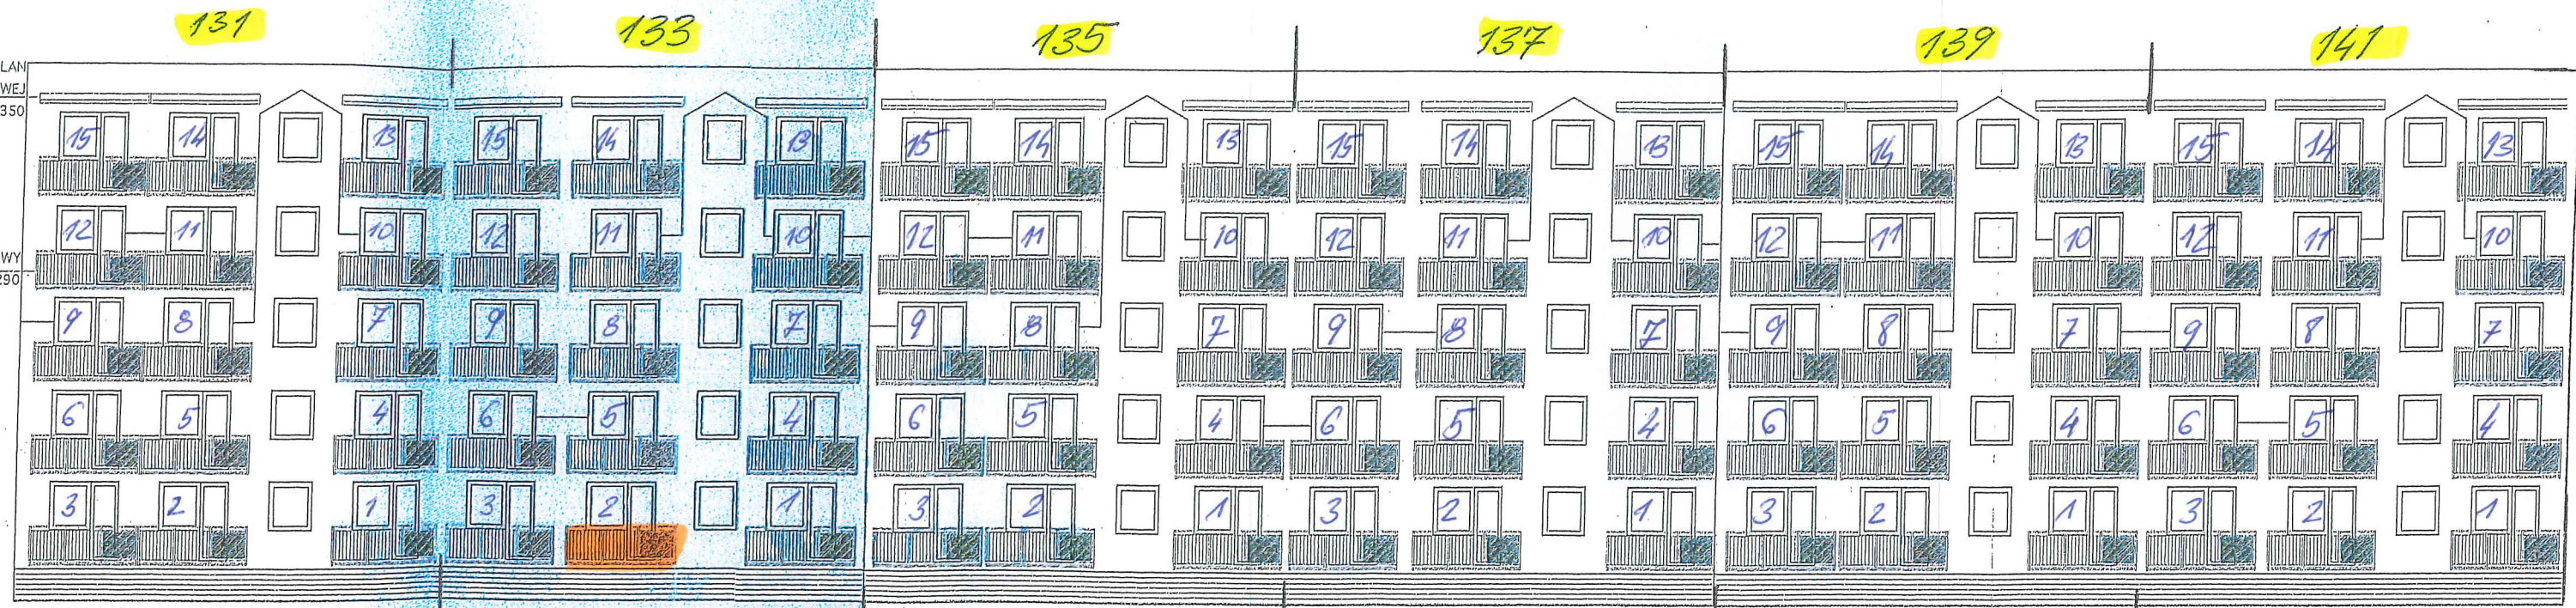 131 133 135 137 139 141
LAN
WEJ
350
15 14 13 15 14 13 15 14 13 15 14 13 15 14 13 15 14 13
12 11 10 12 11 10 12 11 10 12 11 10 12 11 10 12 11 10
WY
290
9 8 7 9 8 7 9 8 7 9 8 7 9 8 7 9 8 7
6 5 4 6 5 4 6 5 4 6 5 4 6 5 4 6 5 4
3 2 1 3 2 1 3 2 1 3 2 1 3 2 1 3 2 1